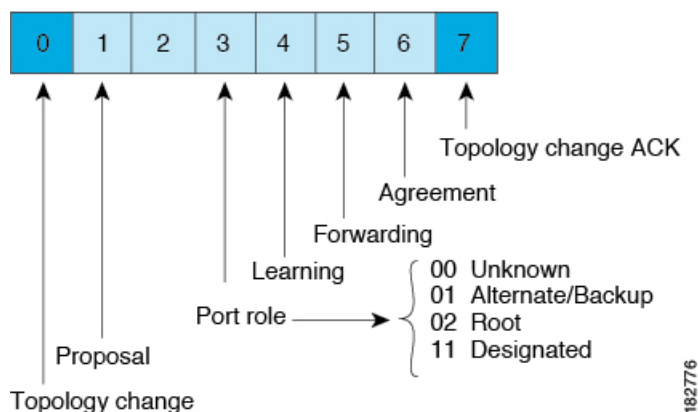 0 1 2 3 4 5 6 7
Topology change ACK
Agreement
Forwarding
Learning
Port role
00 Unknown
01 Alternate/Backup
02 Root
11 Designated
Proposal
Topology change
182776